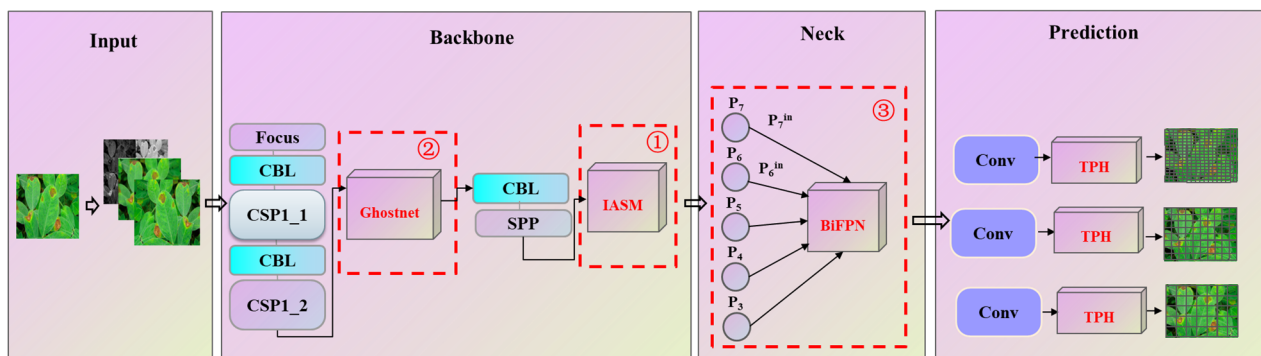 Input
Backbone
Neck
Prediction
Focus
CBL
CSP1_1
CBL
CSP1_2
②
Ghostnet
CBL
SPP
①
IASM
③
P7
P7in
P6
P6in
P5
P4
P3
BiFPN
Conv
TPH
Conv
TPH
Conv
TPH